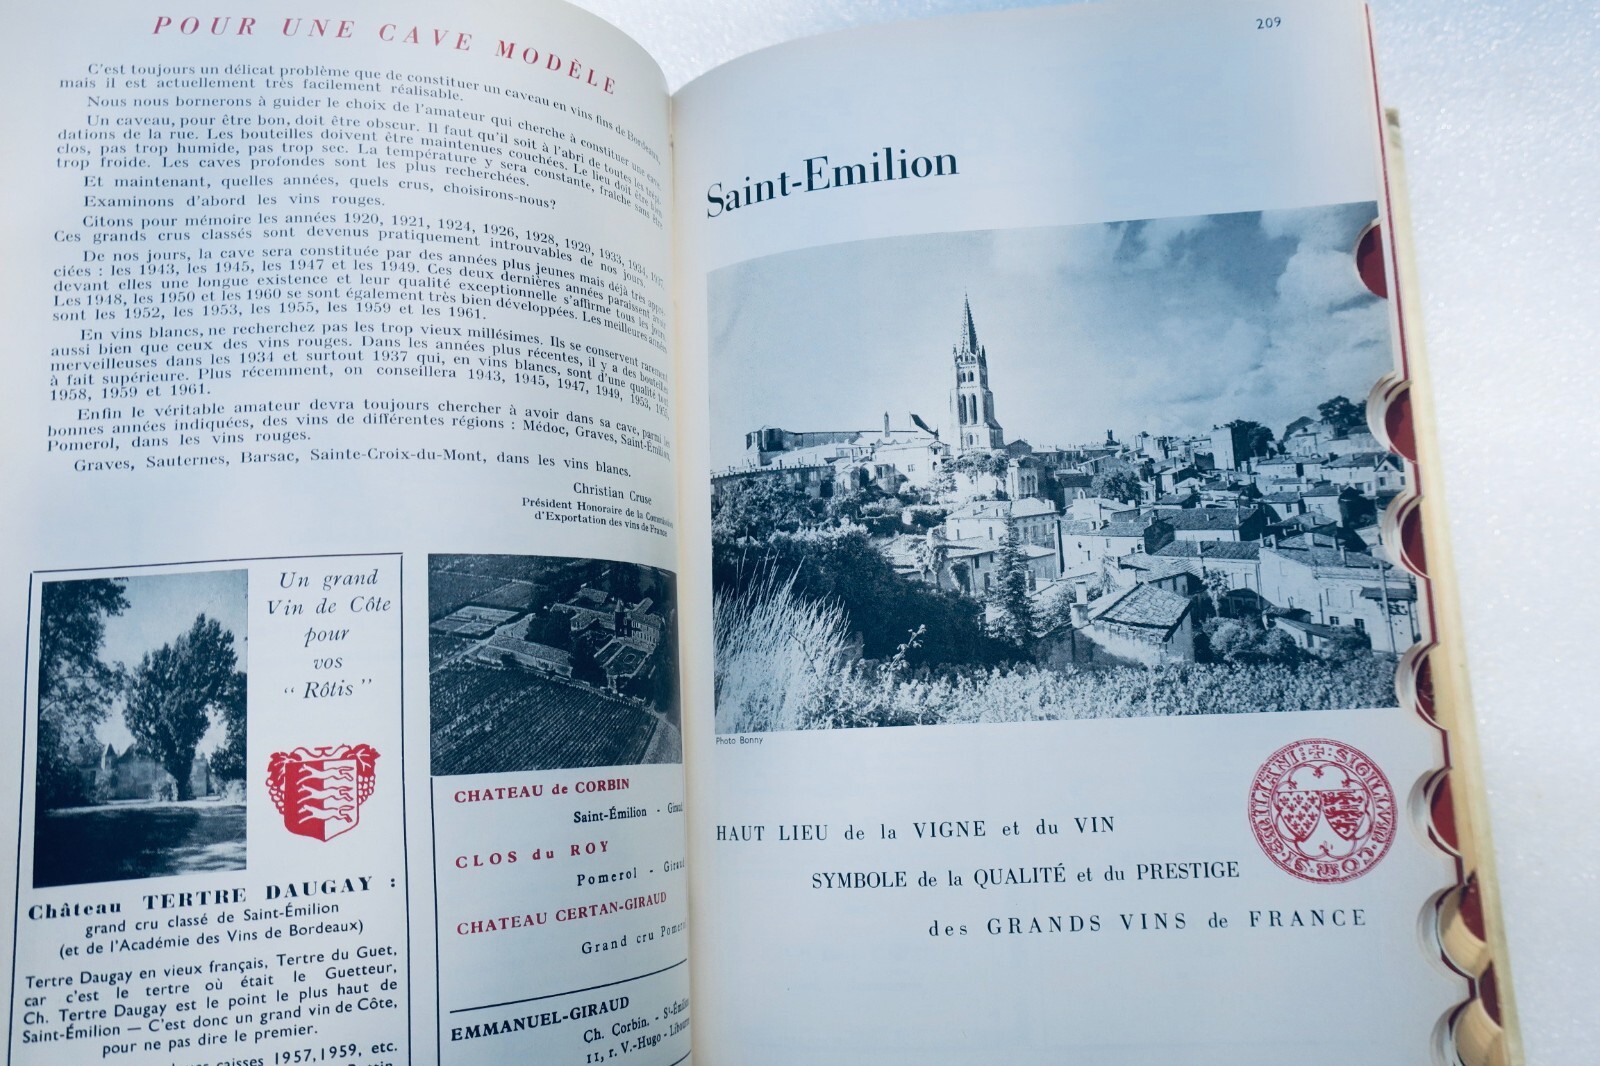 POUR UNE CAVE MODÈLE
C'est toujours un délicat problème que de constituer un caveau en vins fins de Bordeaux,
mais il est actuellement très facilement réalisable.
Nous nous bornerons à guider le choix de l'amateur qui cherche à constituer une cave.
Un caveau, pour être bon, doit être obscur. Il faut qu'il soit à l'abri de toutes les trépi-
dations de la rue. Les bouteilles doivent être maintenues couchées. Le lieu doit être bien
clos, pas trop humide, pas trop sec. La température y sera constante, fraîche sans être
trop froide. Les caves profondes sont les plus recherchées.
Et maintenant, quelles années, quels crus, choisirons-nous?
Examinons d'abord les vins rouges.
Citons pour mémoire les années 1920, 1921, 1924, 1926, 1928, 1929, 1933, 1934, 1937.
Ces grands crus classés sont devenus pratiquement introuvables de nos jours.
De nos jours, la cave sera constituée par des années plus jeunes mais déjà très appré-
ciées : les 1943, les 1945, les 1947 et les 1949. Ces deux dernières années paraissent avoir
devant elles une longue existence et leur qualité exceptionnelle s'affirme tous les jours.
Les 1948, les 1950 et les 1960 se sont également très bien développées. Les meilleures années
sont les 1952, les 1953, les 1955, les 1959 et les 1961.
En vins blancs, ne recherchez pas les trop vieux millésimes. Ils se conservent rarement
aussi bien que ceux des vins rouges. Dans les années plus récentes, il y a des bouteilles
merveilleuses dans les 1934 et surtout 1937 qui, en vins blancs, sont d'une qualité tout
à fait supérieure. Plus récemment, on conseillera 1943, 1945, 1947, 1949, 1953, 1955,
1958, 1959 et 1961.
Enfin le véritable amateur devra toujours chercher à avoir dans sa cave, parmi les
bonnes années indiquées, des vins de différentes régions : Médoc, Graves, Saint-Émilion,
Pomerol, dans les vins rouges.
Graves, Sauternes, Barsac, Sainte-Croix-du-Mont, dans les vins blancs.
Christian Cruse
Président Honoraire de la Commission
d'Exportation des vins de France
Un grand
Vin de Côte
pour
vos
“ Rôtis ”
Château TERTRE DAUGAY :
grand cru classé de Saint-Émilion
(et de l'Académie des Vins de Bordeaux)
Tertre Daugay en vieux français, Tertre du Guet,
car c'est le tertre où était le Guetteur,
Ch. Tertre Daugay est le point le plus haut de
Saint-Émilion — C'est donc un grand vin de Côte,
pour ne pas dire le premier.
caisses 1957, 1959, etc.
CHATEAU de CORBIN
Saint-Émilion - Giraud
CLOS du ROY
Pomerol - Giraud
CHATEAU CERTAN-GIRAUD
Grand cru Pomerol
EMMANUEL-GIRAUD
Ch. Corbin. - St-Émilion
11, r. V.-Hugo - Libourne
209
Saint-Emilion
Photo Bonny
HAUT LIEU de la VIGNE et du VIN
SYMBOLE de la QUALITÉ et du PRESTIGE
des GRANDS VINS de FRANCE